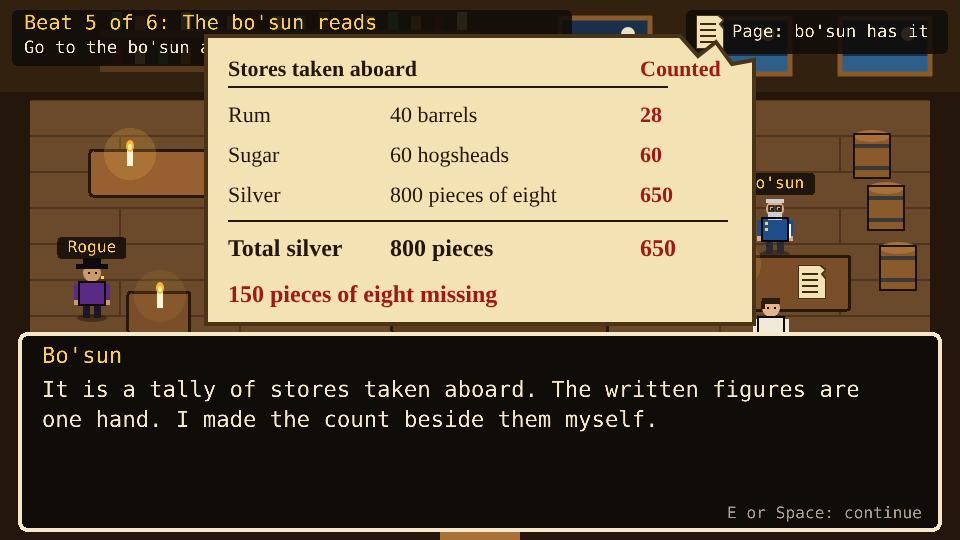 Beat 5 of 6: The bo'sun reads
Go to the bo'sun a
Page: bo'sun has it
Stores taken aboard Counted
Rum 40 barrels 28
Sugar 60 hogsheads 60
Silver 800 pieces of eight 650
Total silver 800 pieces 650
150 pieces of eight missing
o'sun
Rogue
Bo'sun
It is a tally of stores taken aboard. The written figures are
one hand. I made the count beside them myself.
E or Space: continue